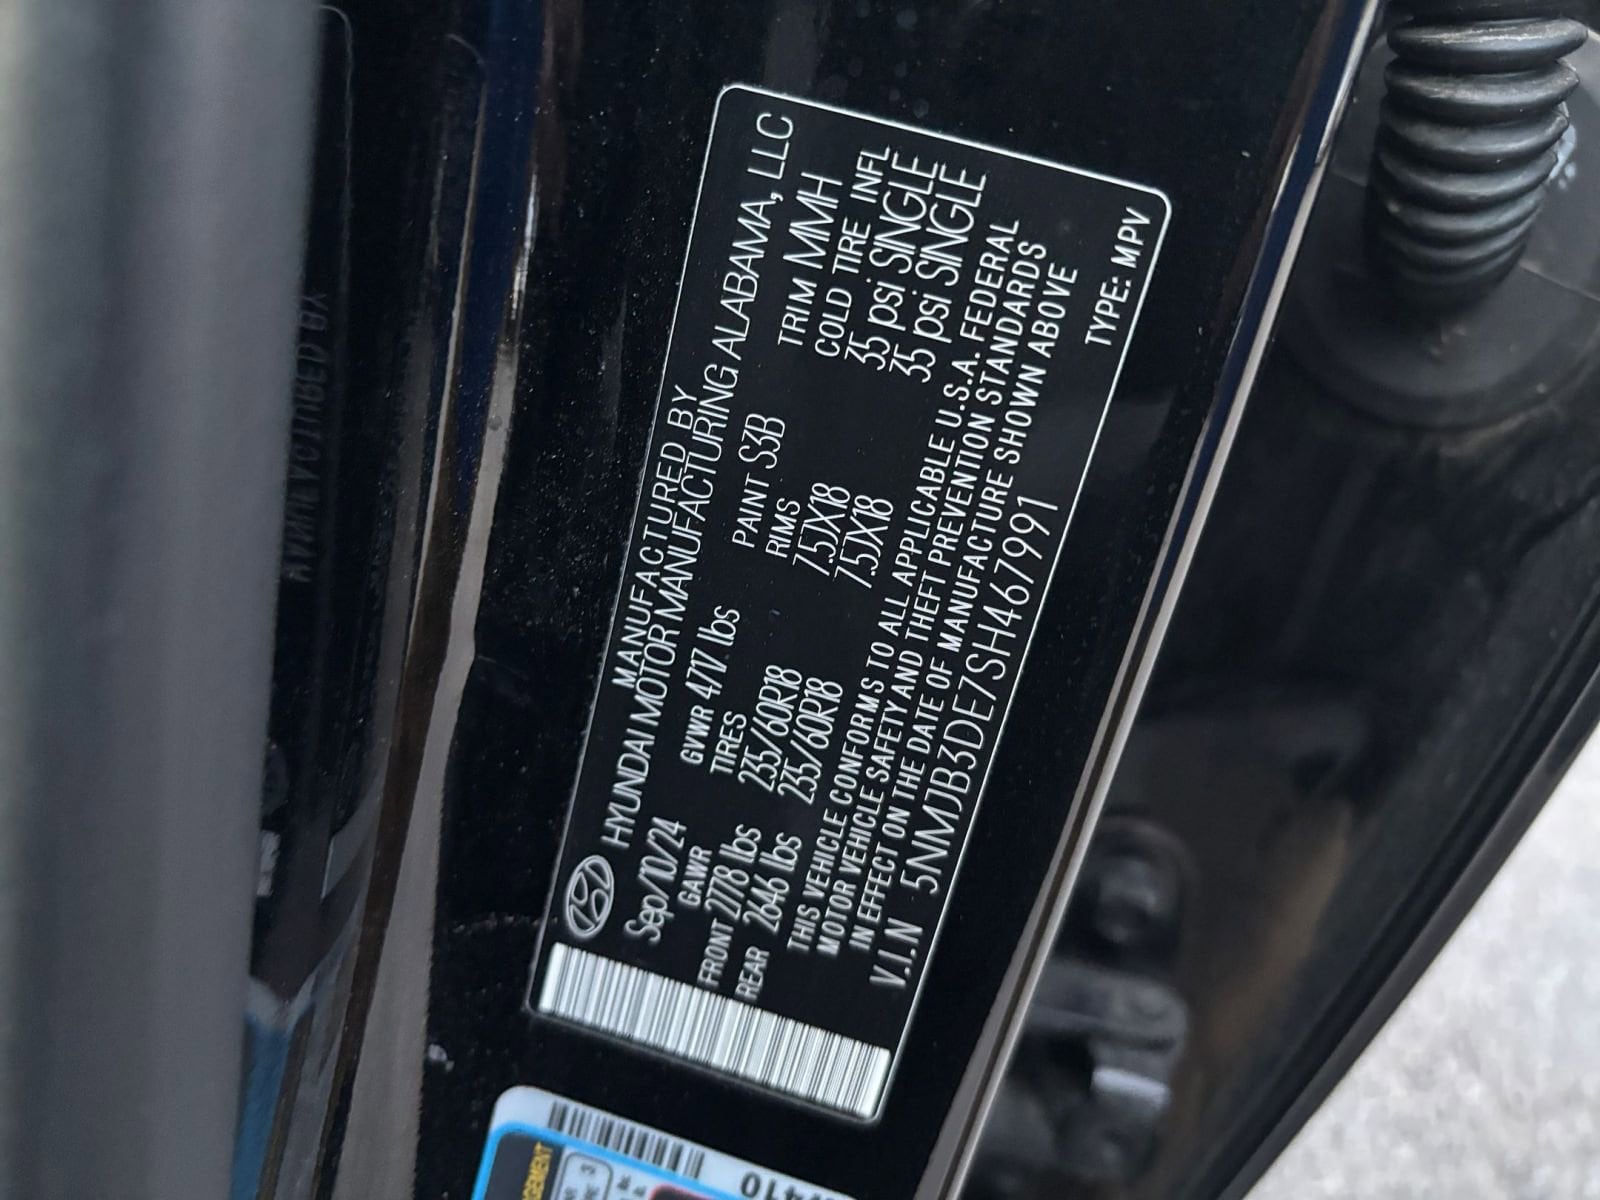 MANUFACTURED BY
HYUNDAI MOTOR MANUFACTURING ALABAMA, LLC
Sep/10/24 GVWR 4717 lbs PAINT S3B TRIM MMH
GAWR TIRES RIMS COLD TIRE INFL
FRONT 2778 lbs 235/60R18 7.5JX18 35 psi SINGLE
REAR 2646 lbs 235/60R18 7.5JX18 35 psi SINGLE
THIS VEHICLE CONFORMS TO ALL APPLICABLE U.S.A. FEDERAL
MOTOR VEHICLE SAFETY AND THEFT PREVENTION STANDARDS
IN EFFECT ON THE DATE OF MANUFACTURE SHOWN ABOVE
V.I.N 5NMJB3DE7SH467991 TYPE: MPV